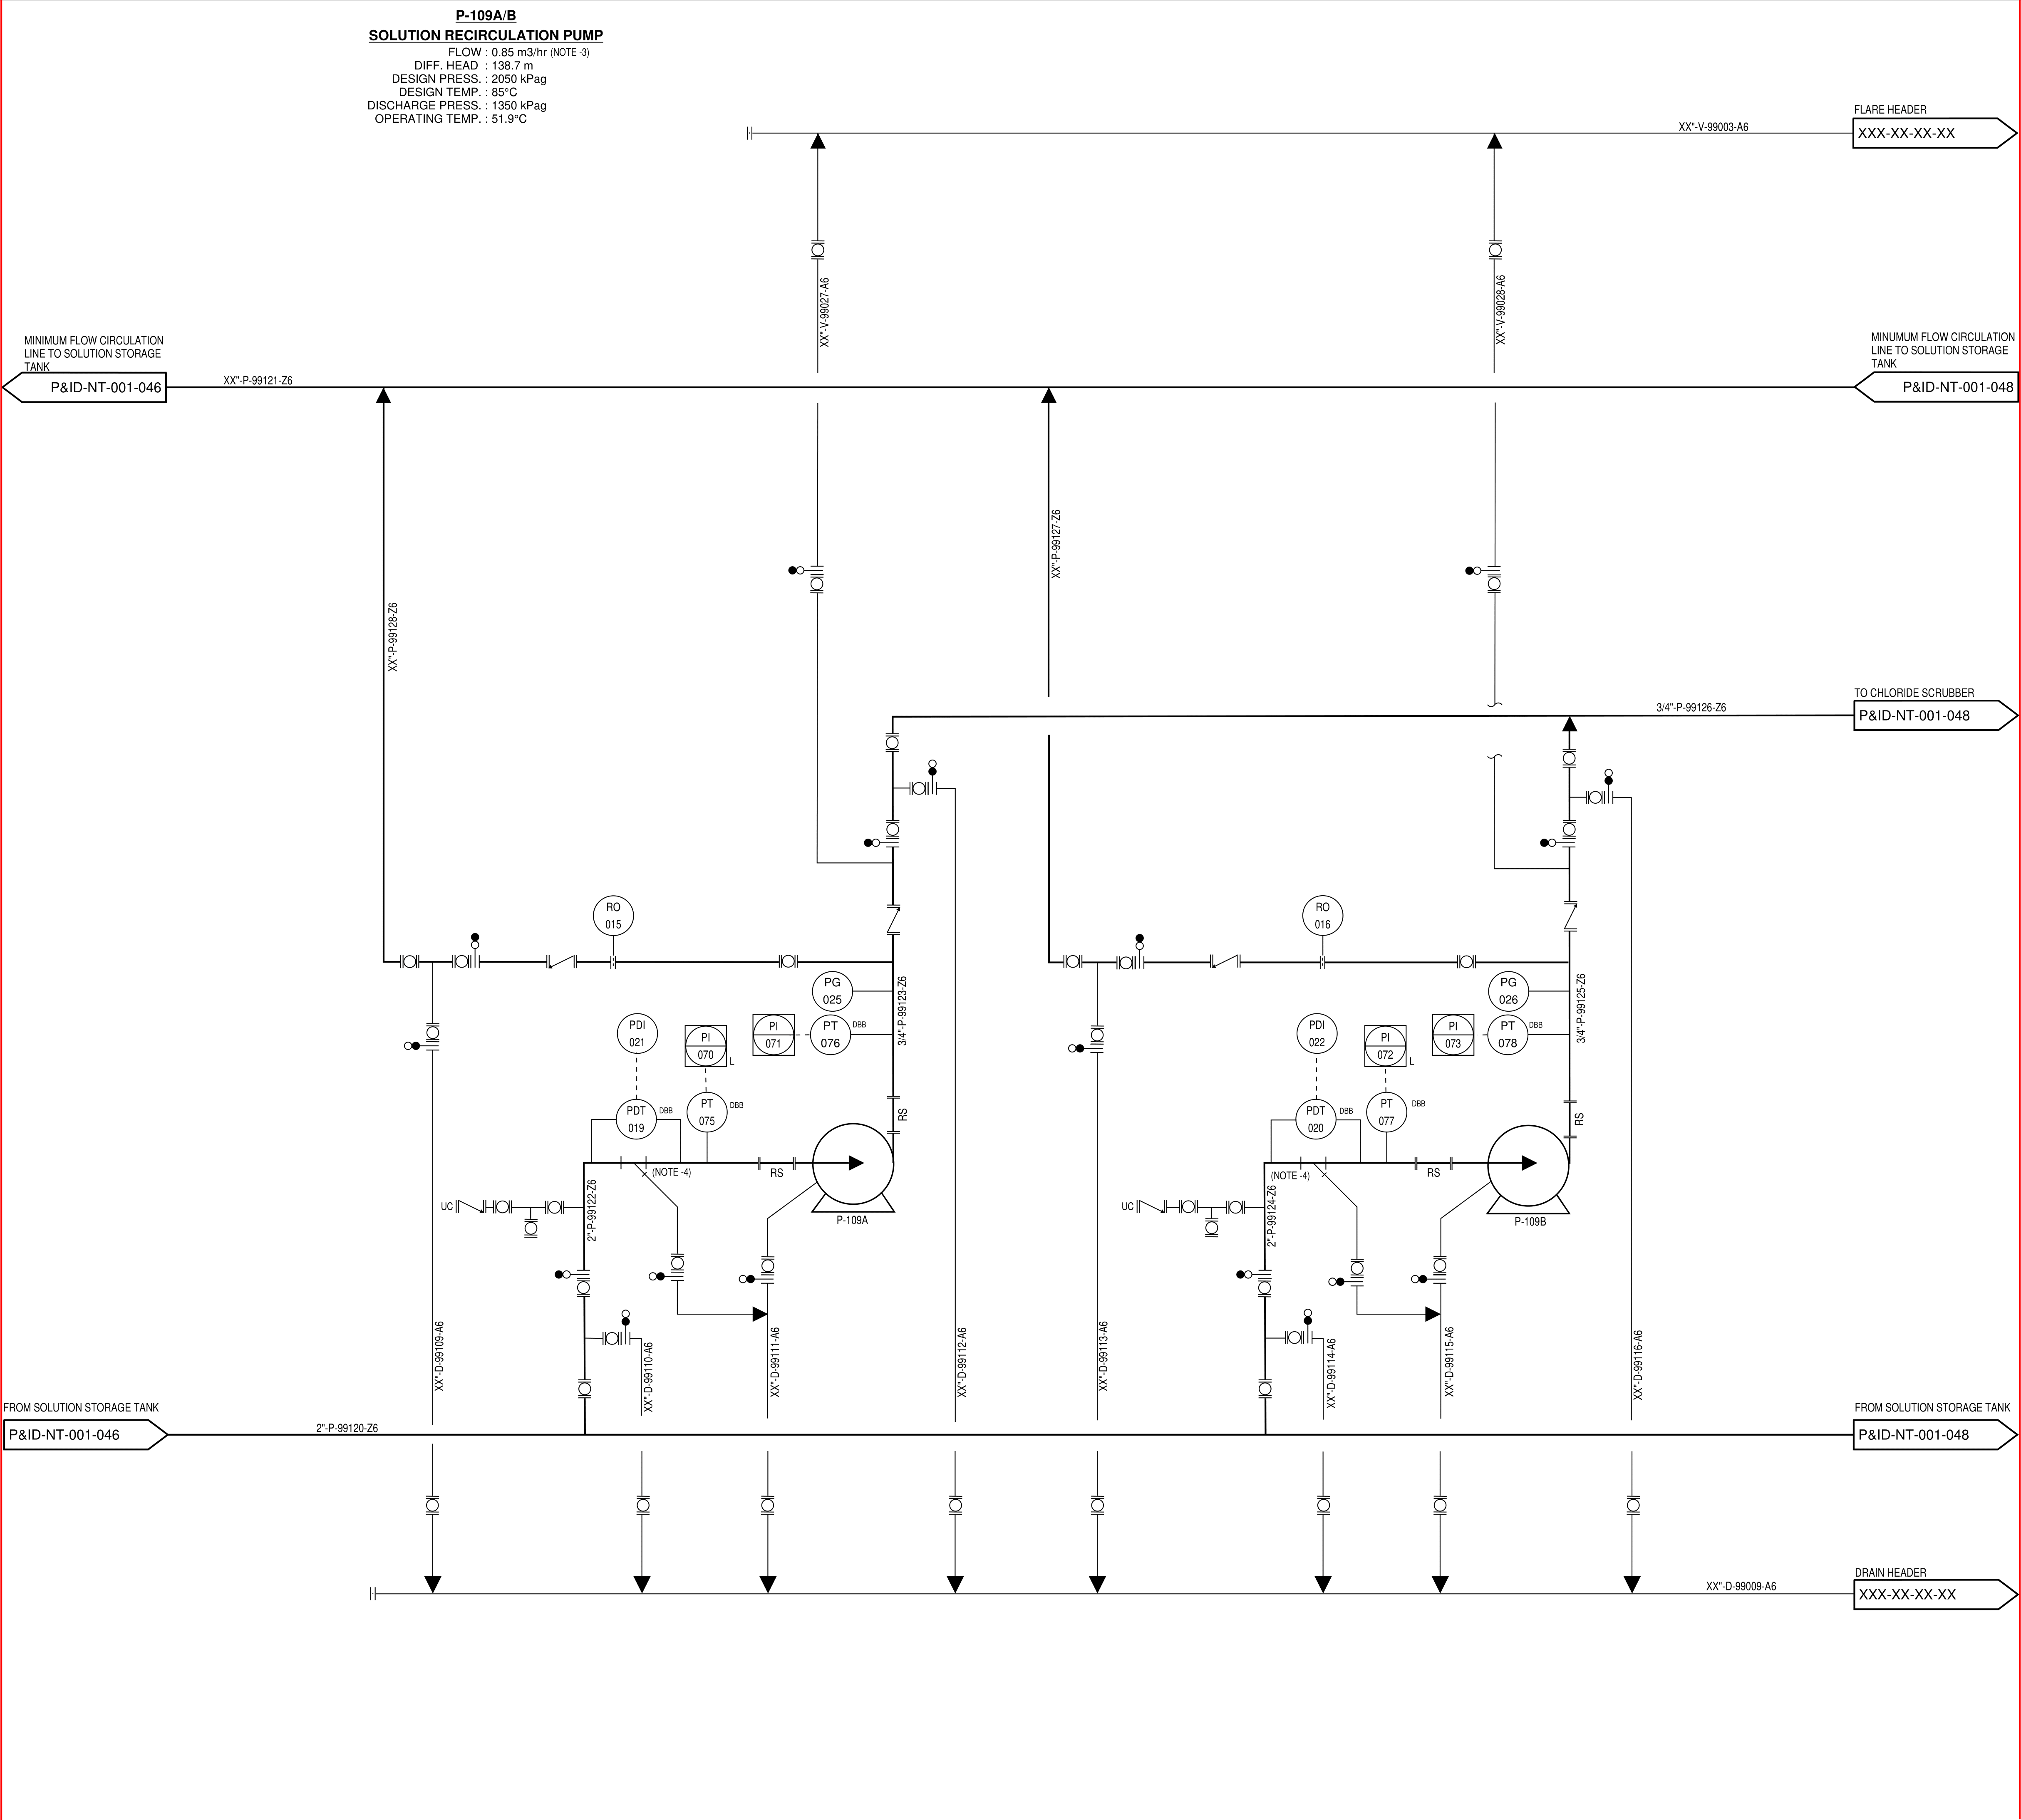 P-109A/B
SOLUTION RECIRCULATION PUMP
FLOW : 0.85 m3/hr (NOTE -3)
DIFF. HEAD : 138.7 m
DESIGN PRESS. : 2050 kPag
DESIGN TEMP. : 85°C
DISCHARGE PRESS. : 1350 kPag
OPERATING TEMP. : 51.9°C
FLARE HEADER
XXX-XX-XX-XX
XX"-V-99003-A6
XX"-V-99027-A6
XX"-V-99028-A6
MINIMUM FLOW CIRCULATION
LINE TO SOLUTION STORAGE
TANK
P&ID-NT-001-046
XX"-P-99121-Z6
MINUMUM FLOW CIRCULATION
LINE TO SOLUTION STORAGE
TANK
P&ID-NT-001-048
XX"-P-99128-Z6
XX"-P-99127-Z6
TO CHLORIDE SCRUBBER
P&ID-NT-001-048
3/4"-P-99126-Z6
RO
015
RO
016
PG
025
PG
026
3/4"-P-99123-Z6
3/4"-P-99125-Z6
PDI
021
PI
070
L
PI
071
PT
076
DBB
PDI
022
PI
072
L
PI
073
PT
078
DBB
PDT
019
DBB
PT
075
DBB
RS
PDT
020
DBB
PT
077
DBB
RS
(NOTE -4)
RS
(NOTE -4)
RS
UC
2"-P-99122-Z6
P-109A
UC
2"-P-99124-Z6
P-109B
XX"-D-99109-A6
XX"-D-99110-A6
XX"-D-99111-A6
XX"-D-99112-A6
XX"-D-99113-A6
XX"-D-99114-A6
XX"-D-99115-A6
XX"-D-99116-A6
FROM SOLUTION STORAGE TANK
P&ID-NT-001-046
2"-P-99120-Z6
FROM SOLUTION STORAGE TANK
P&ID-NT-001-048
DRAIN HEADER
XXX-XX-XX-XX
XX"-D-99009-A6